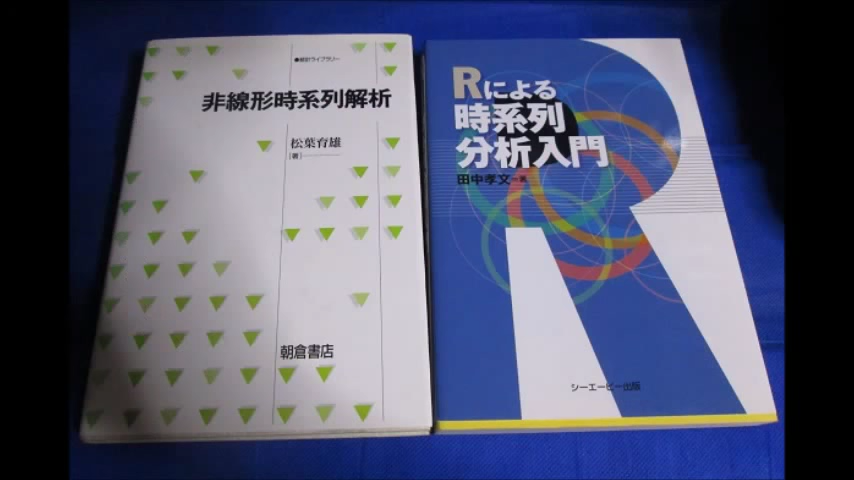 ●統計ライブラリー
非線形時系列解析
松葉育雄
[著]
朝倉書店
Rによる
時系列
分析入門
田中孝文 著
シーエーピー出版